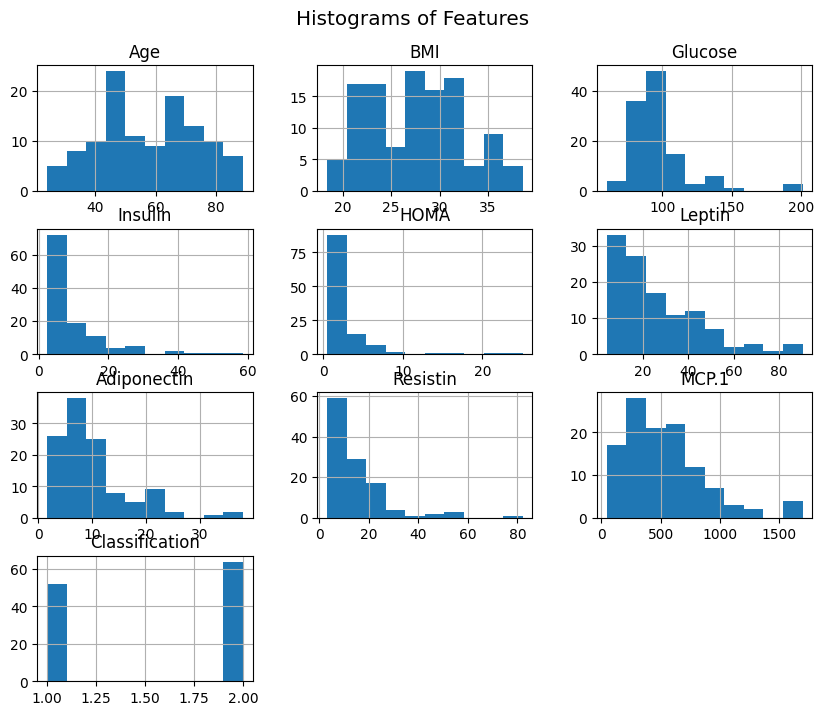 Histograms of Features
Age
BMI
Glucose
20
10
0
40 60 80
15
10
5
0
20 25 30 35
40
20
0
100 150 200
Insulin
HOMA
Leptin
60
40
20
0
0 20 40 60
75
50
25
0
0 10 20
30
20
10
0
20 40 60 80
Adiponectin
Resistin
MCP.1
30
20
10
0
0 10 20 30
60
40
20
0
0 20 40 60 80
20
10
0
0 500 1000 1500
Classification
60
40
20
0
1.00 1.25 1.50 1.75 2.00